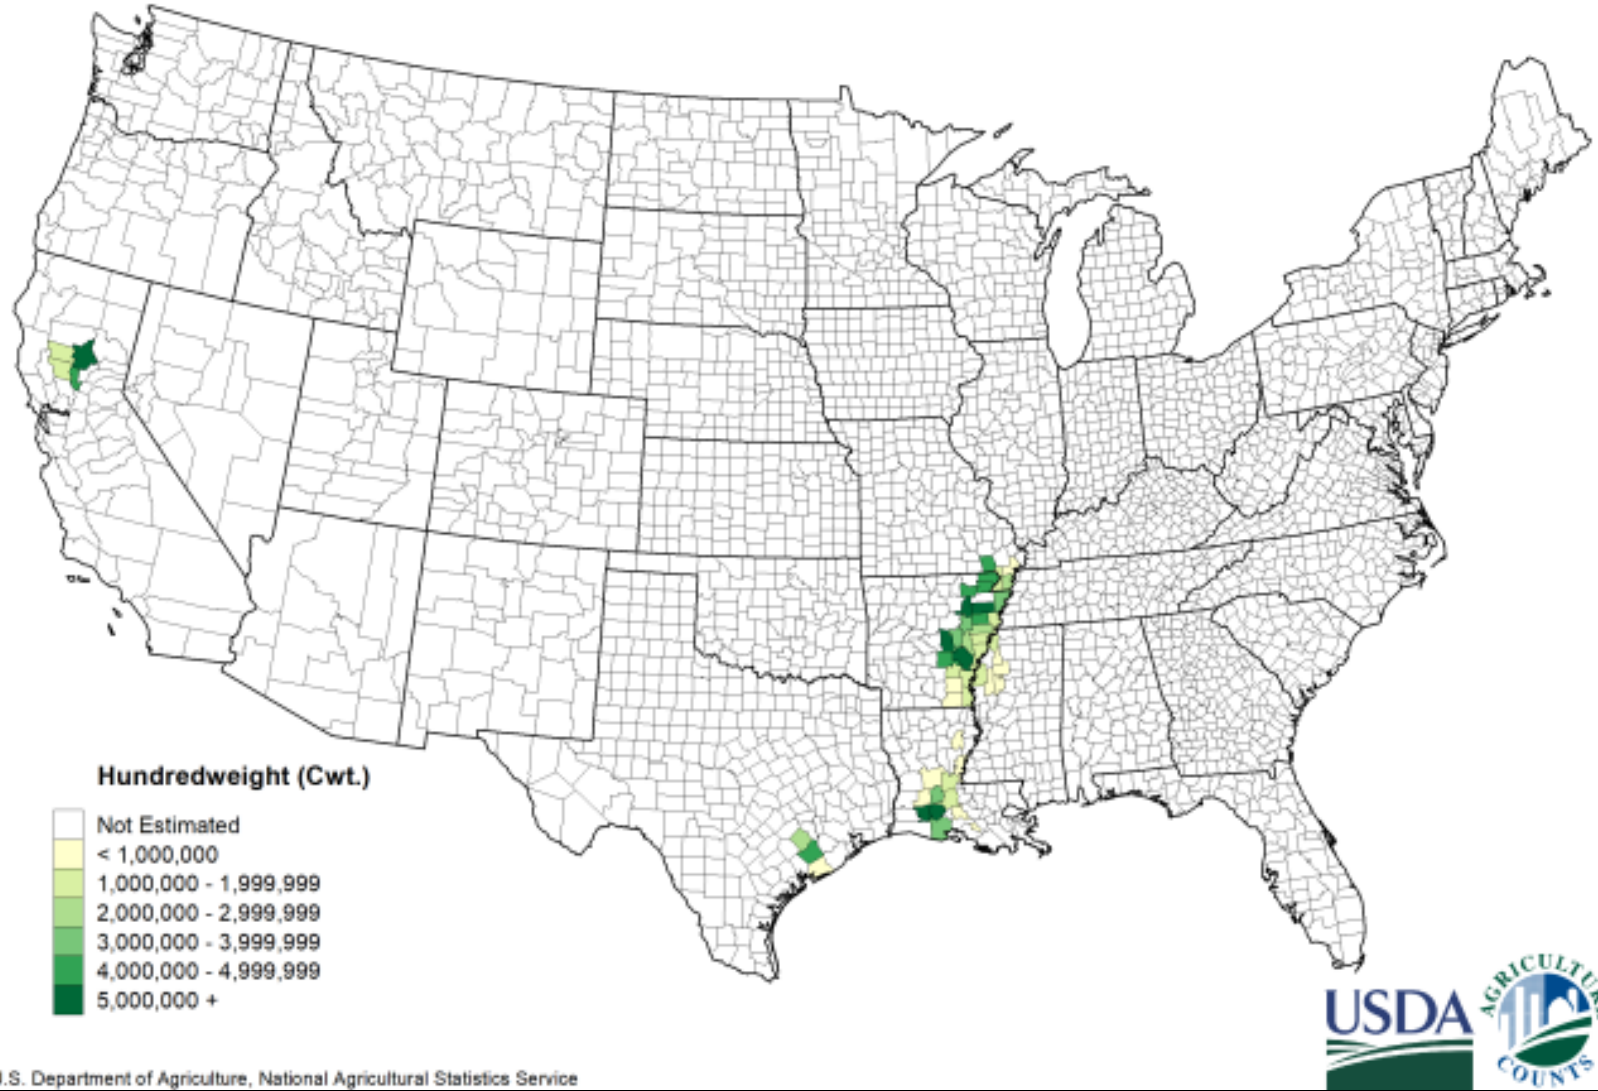 Hundredweight (Cwt.)
Not Estimated
< 1,000,000
1,000,000 - 1,999,999
2,000,000 - 2,999,999
3,000,000 - 3,999,999
4,000,000 - 4,999,999
5,000,000 +
USDA
AGRICULTURE
COUNTS
.S. Department of Agriculture, National Agricultural Statistics Service